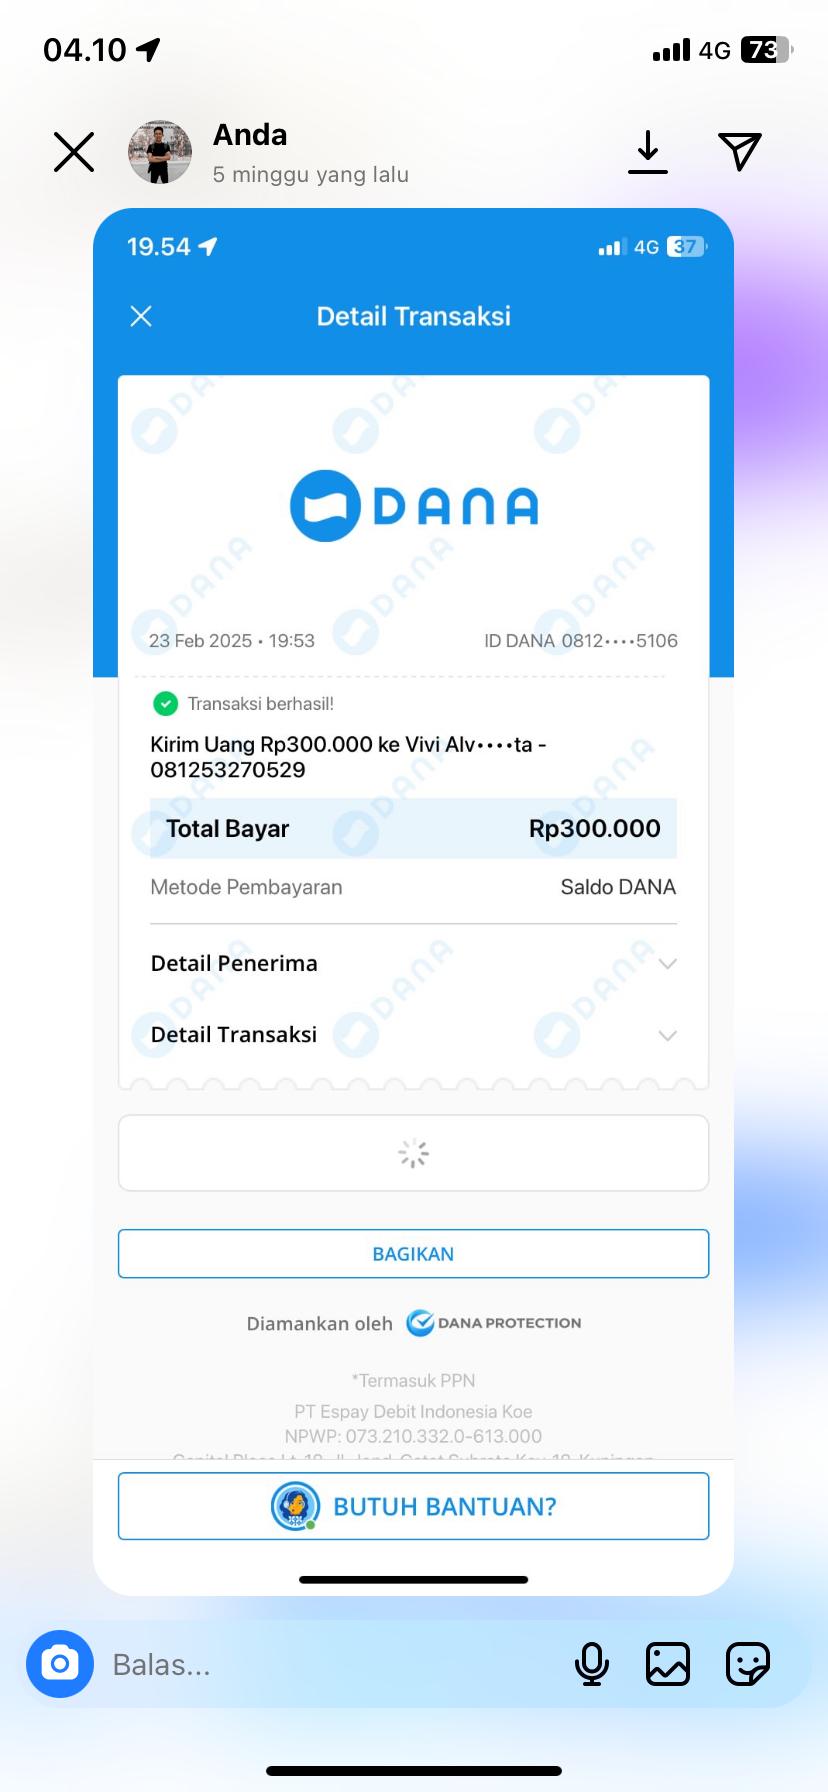 04.10
4G 73
Anda
5 minggu yang lalu
19.54
4G 37
Detail Transaksi
DANA
23 Feb 2025 • 19:53
ID DANA 0812••••5106
Transaksi berhasil!
Kirim Uang Rp300.000 ke Vivi Alv••••ta -
081253270529
Total Bayar
Rp300.000
Metode Pembayaran
Saldo DANA
Detail Penerima
Detail Transaksi
BAGIKAN
Diamankan oleh DANA PROTECTION
*Termasuk PPN
PT Espay Debit Indonesia Koe
NPWP: 073.210.332.0-613.000
BUTUH BANTUAN?
Balas...